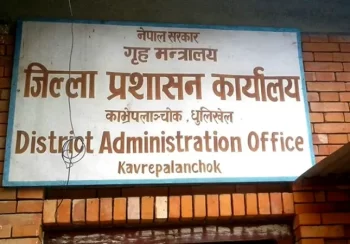 नेपाल सरकार
गृह मन्त्रालय
जिल्ला प्रशासन कार्यालय
काभ्रेपलाञ्चोक, धुलिखेल
District Administration Office
Kavrepalanchok